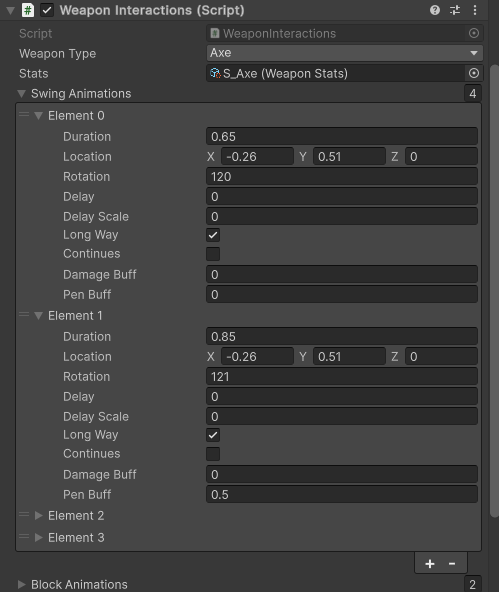 Weapon Interactions (Script)
Script WeaponInteractions
Weapon Type Axe
Stats S_Axe (Weapon Stats)
Swing Animations 4
Element 0
Duration 0.65
Location X -0.26 Y 0.51 Z 0
Rotation 120
Delay 0
Delay Scale 0
Long Way
Continues
Damage Buff 0
Pen Buff 0
Element 1
Duration 0.85
Location X -0.26 Y 0.51 Z 0
Rotation 121
Delay 0
Delay Scale 0
Long Way
Continues
Damage Buff 0
Pen Buff 0.5
Element 2
Element 3
+ -
Block Animations 2